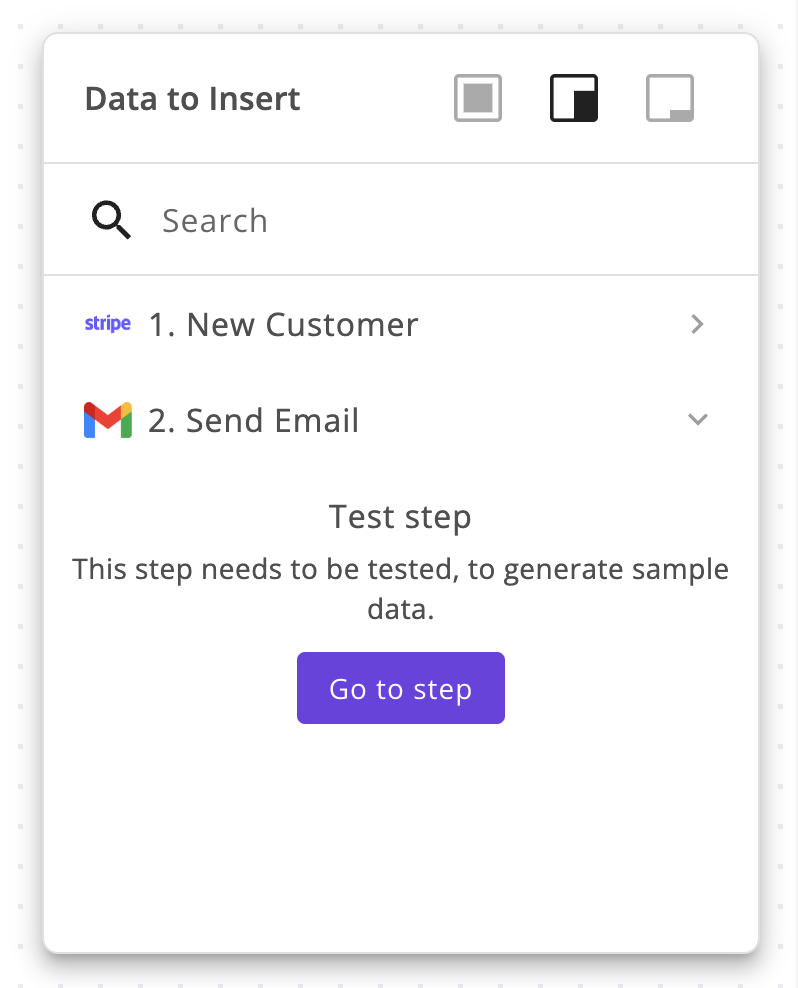 Data to Insert
Search
stripe 1. New Customer
2. Send Email
Test step
This step needs to be tested, to generate sample
data.
Go to step